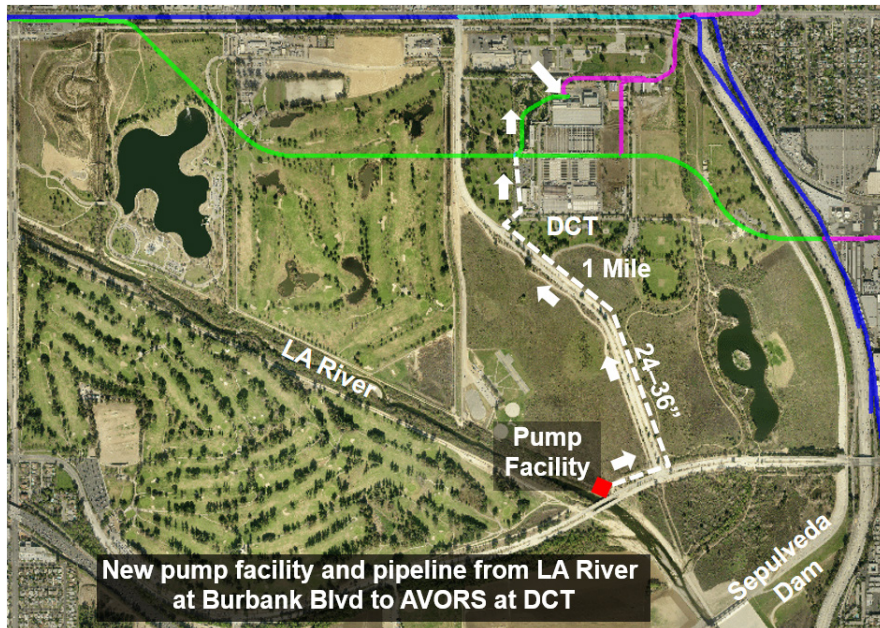 DCT
1 Mile
LA River
24—36”
Pump
Facility
Sepulveda
Dam
New pump facility and pipeline from LA River
at Burbank Blvd to AVORS at DCT